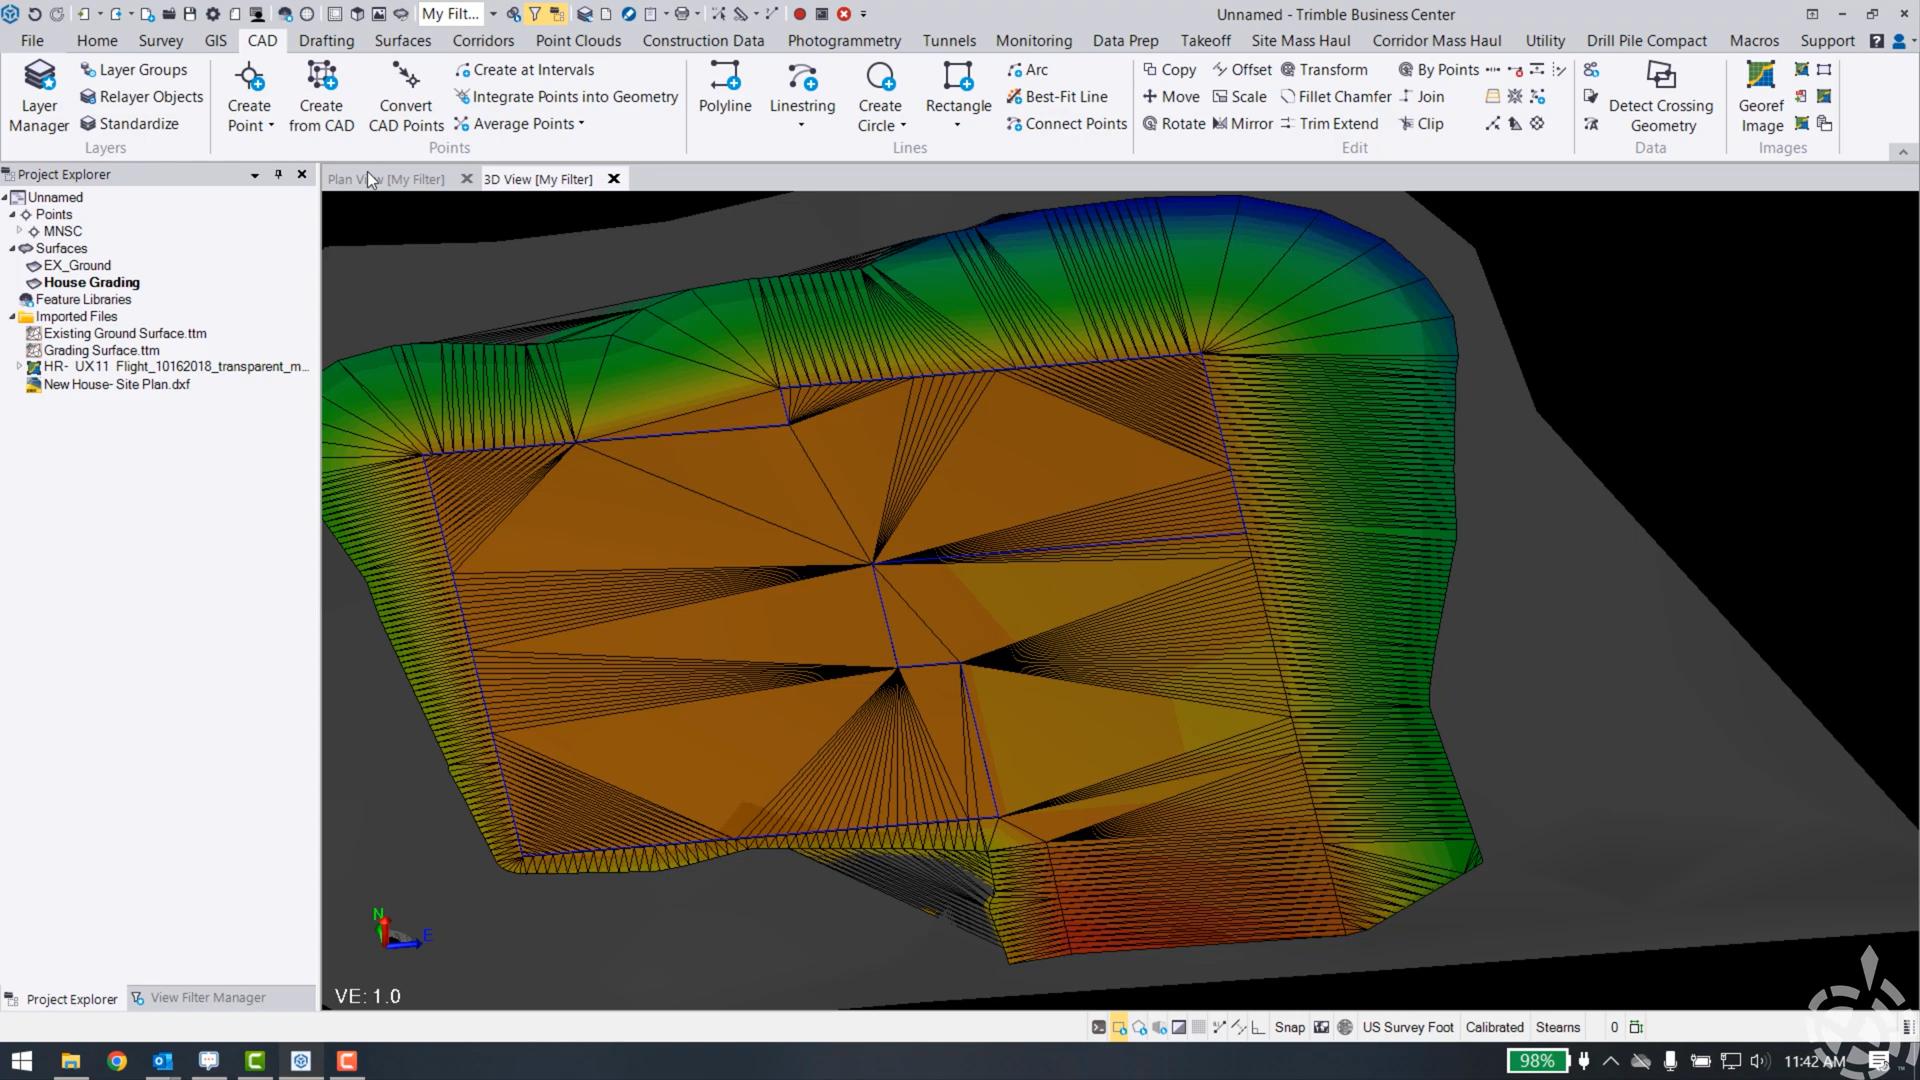 My Filt...
Unnamed - Trimble Business Center
File Home Survey GIS CAD Drafting Surfaces Corridors Point Clouds Construction Data Photogrammetry Tunnels Monitoring Data Prep Takeoff Site Mass Haul Corridor Mass Haul Utility Drill Pile Compact Macros Support
Layer Manager
Layer Groups
Relayer Objects
Standardize
Layers
Create Point
Create from CAD
Convert CAD Points
Create at Intervals
Integrate Points into Geometry
Average Points
Points
Polyline
Linestring
Create Circle
Rectangle
Arc
Best-Fit Line
Connect Points
Lines
Copy
Move
Rotate
Offset
Scale
Mirror
Transform
Fillet Chamfer
Trim Extend
By Points
Join
Clip
Edit
Detect Crossing Geometry
Data
Georef Image
Images
Project Explorer
Unnamed
Points
MNSC
Surfaces
EX_Ground
House Grading
Feature Libraries
Imported Files
Existing Ground Surface.ttm
Grading Surface.ttm
HR- UX11 Flight_10162018_transparent_m...
New House- Site Plan.dxf
Plan View [My Filter]
3D View [My Filter]
N
E
VE: 1.0
Project Explorer
View Filter Manager
Snap
US Survey Foot
Calibrated
Stearns
0
98%
11:42 AM